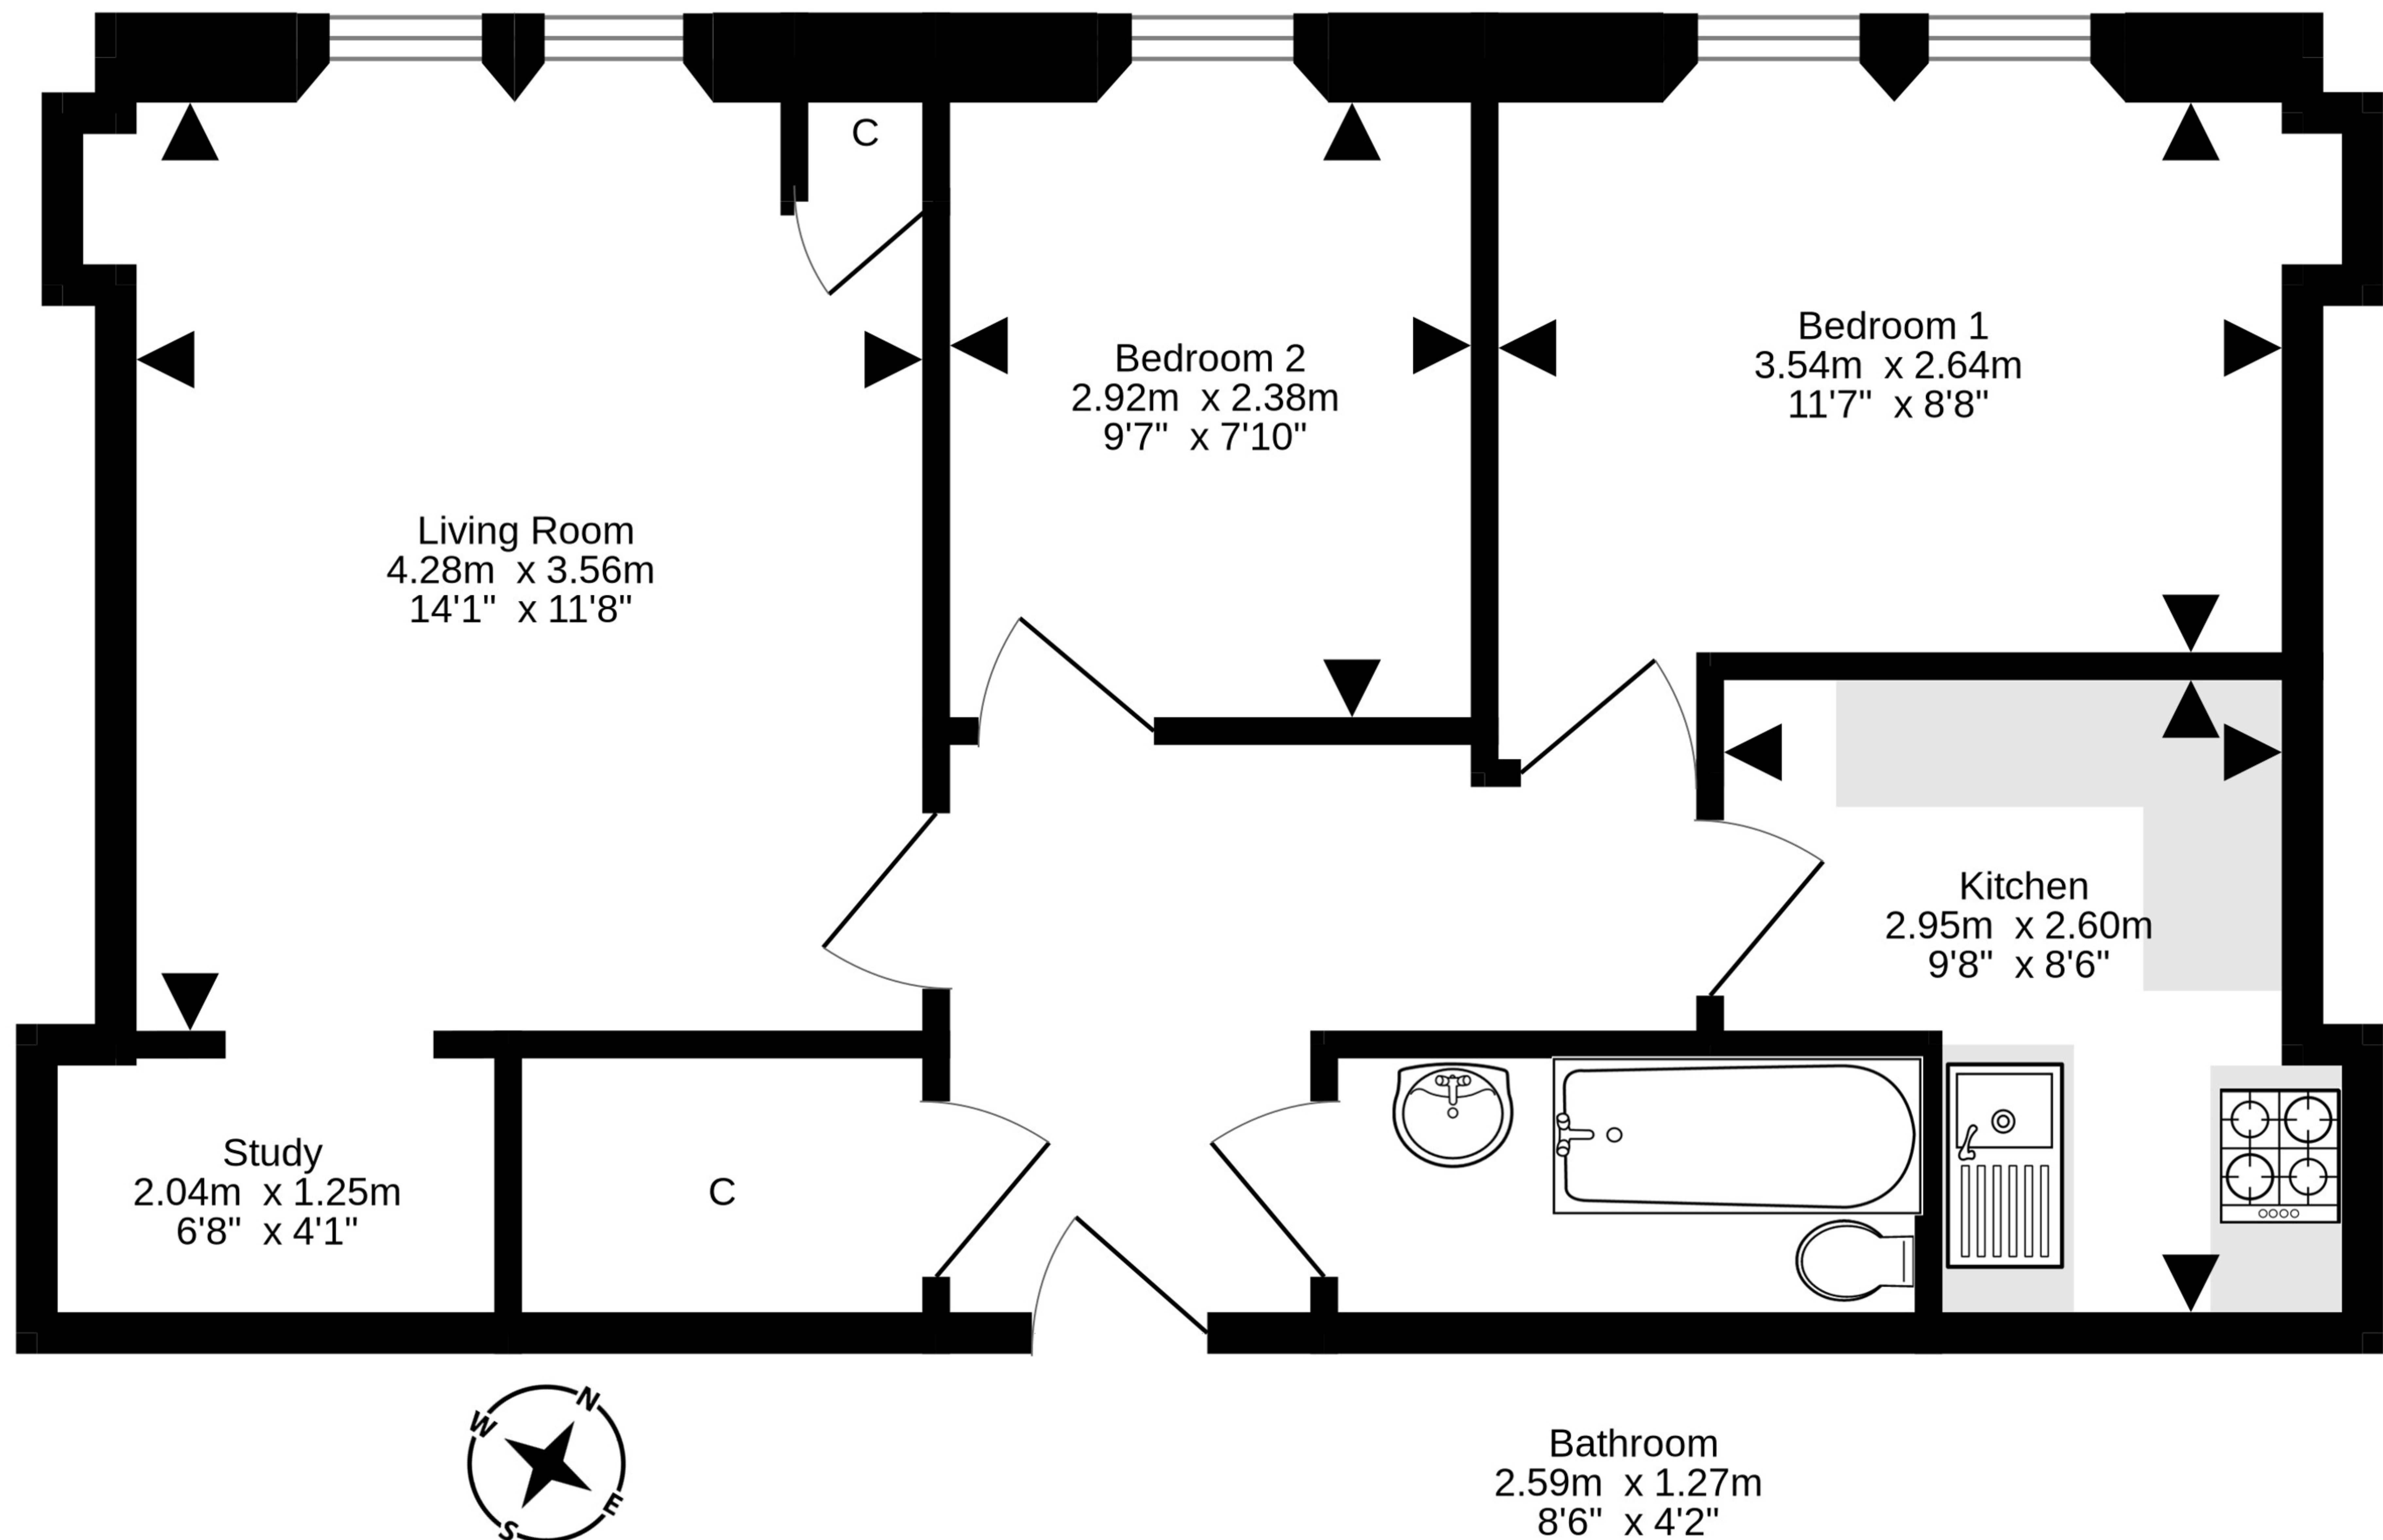 C
Bedroom 1
3.54m x 2.64m
11'7" x 8'8"
Bedroom 2
2.92m x 2.38m
9'7" x 7'10"
Living Room
4.28m x 3.56m
14'1" x 11'8"
Kitchen
2.95m x 2.60m
9'8" x 8'6"
Study
2.04m x 1.25m
6'8" x 4'1"
C
N
W
E
S
Bathroom
2.59m x 1.27m
8'6" x 4'2"